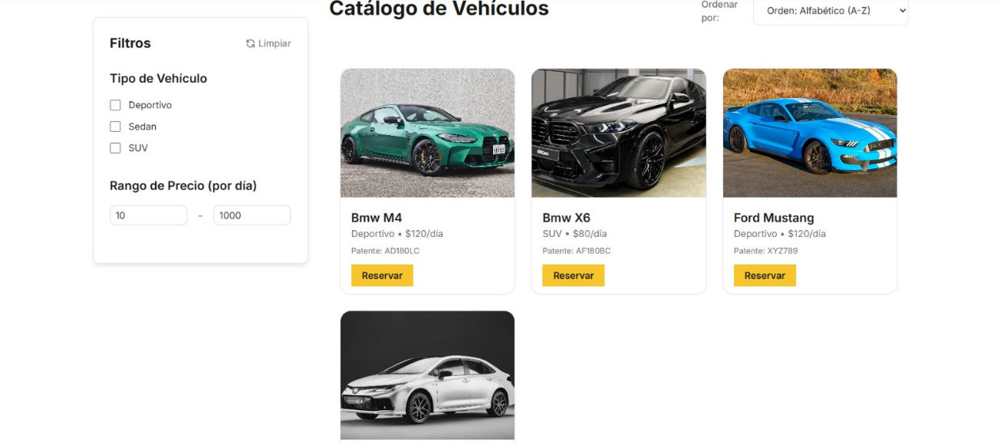 Catálogo de Vehículos
Ordenar
por:
Orden: Alfabético (A-Z)
Filtros
Limpiar
Tipo de Vehículo
Deportivo
Sedan
SUV
Rango de Precio (por día)
10 - 1000
Bmw M4
Deportivo • $120/día
Patente: AD180LC
Reservar
Bmw X6
SUV • $80/día
Patente: AF180BC
Reservar
Ford Mustang
Deportivo • $120/día
Patente: XYZ789
Reservar